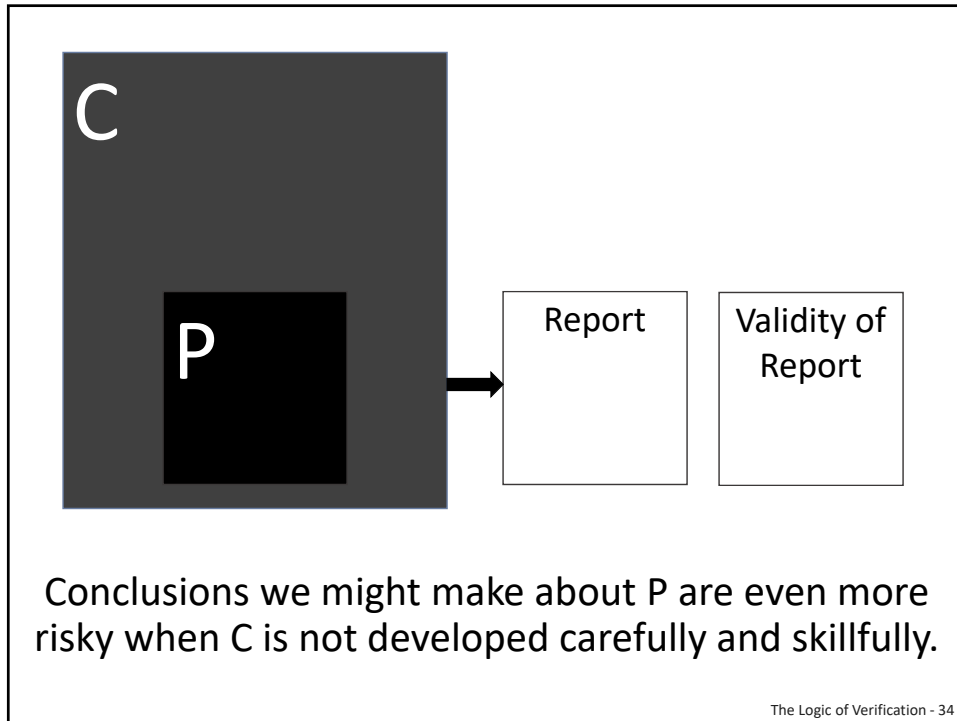 C
P
Report
Validity of
Report
Conclusions we might make about P are even more
risky when C is not developed carefully and skillfully.
The Logic of Verification - 34